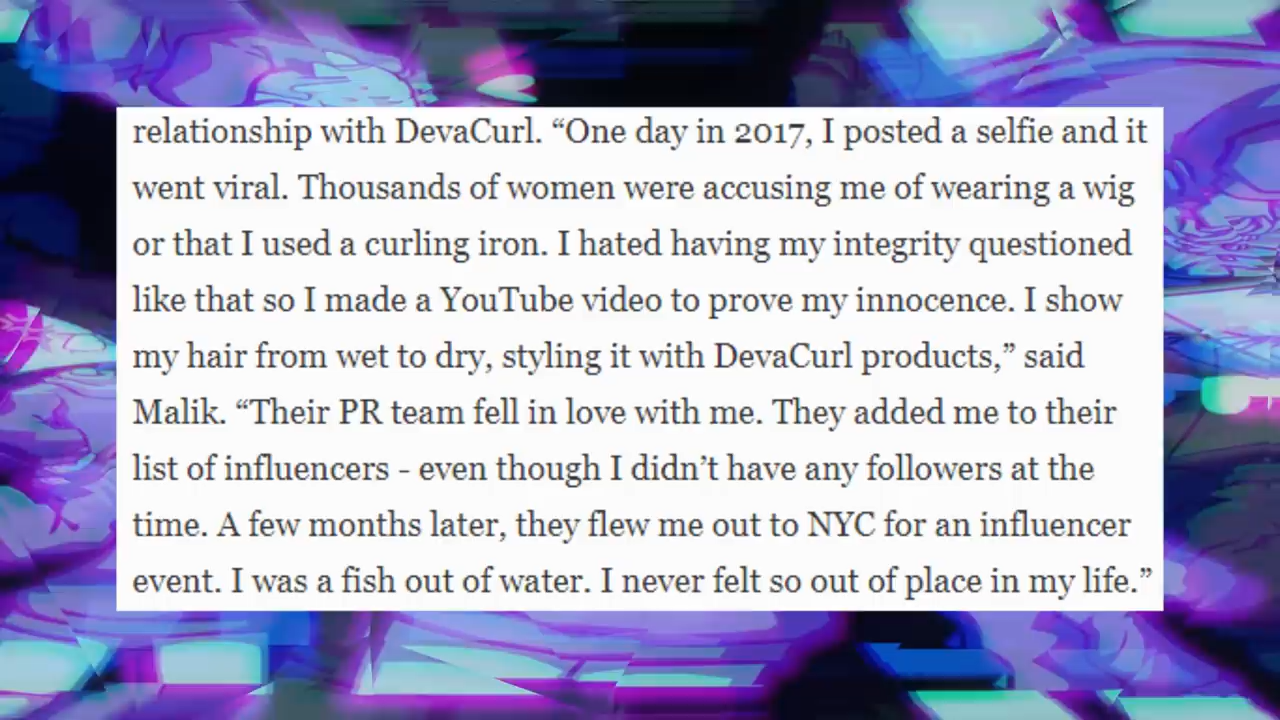 relationship with DevaCurl. “One day in 2017, I posted a selfie and it
went viral. Thousands of women were accusing me of wearing a wig
or that I used a curling iron. I hated having my integrity questioned
like that so I made a YouTube video to prove my innocence. I show
my hair from wet to dry, styling it with DevaCurl products,” said
Malik. “Their PR team fell in love with me. They added me to their
list of influencers - even though I didn’t have any followers at the
time. A few months later, they flew me out to NYC for an influencer
event. I was a fish out of water. I never felt so out of place in my life.”